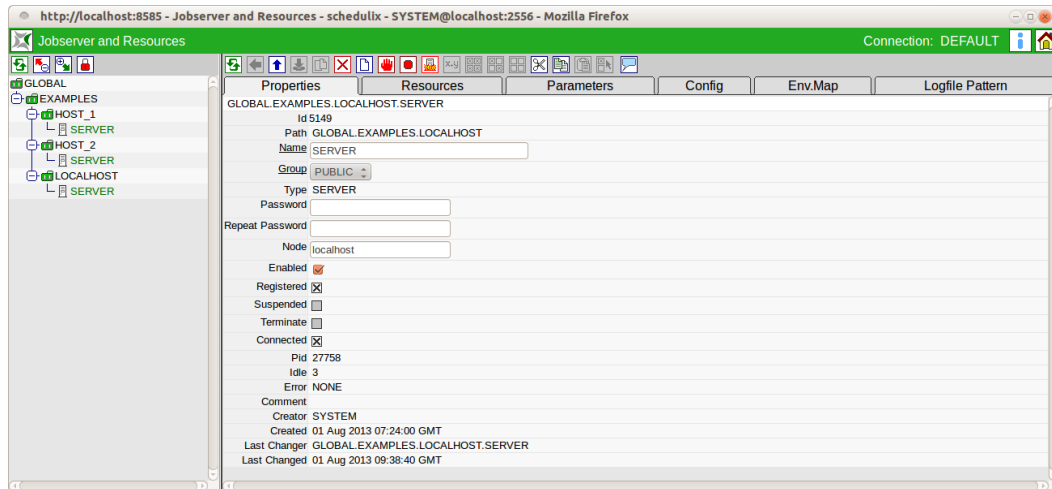 http://localhost:8585 - Jobserver and Resources - schedulix - SYSTEM@localhost:2556 - Mozilla Firefox
Jobserver and Resources
Connection: DEFAULT
GLOBAL
EXAMPLES
HOST_1
SERVER
HOST_2
SERVER
LOCALHOST
SERVER
x.y
Properties Resources Parameters Config Env.Map Logfile Pattern
GLOBAL.EXAMPLES.LOCALHOST.SERVER
Id 5149
Path GLOBAL.EXAMPLES.LOCALHOST
Name SERVER
Group PUBLIC
Type SERVER
Password
Repeat Password
Node localhost
Enabled
Registered
Suspended
Terminate
Connected
Pid 27758
Idle 3
Error NONE
Comment
Creator SYSTEM
Created 01 Aug 2013 07:24:00 GMT
Last Changer GLOBAL.EXAMPLES.LOCALHOST.SERVER
Last Changed 01 Aug 2013 09:38:40 GMT